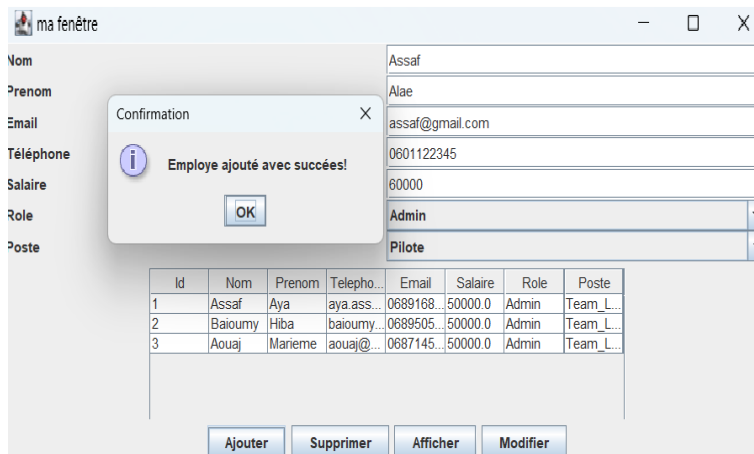 ma fenêtre
Nom Assaf
Prenom Alae
Email assaf@gmail.com
Téléphone 0601122345
Salaire 60000
Role Admin
Poste Pilote
Confirmation
Employe ajouté avec succées!
OK
Id Nom Prenom Telepho... Email Salaire Role Poste
1 Assaf Aya aya.ass... 0689168... 50000.0 Admin Team_L...
2 Baioumy Hiba baioumy... 0689505... 50000.0 Admin Team_L...
3 Aouaj Marieme aouaj@... 0687145... 50000.0 Admin Team_L...
Ajouter Supprimer Afficher Modifier